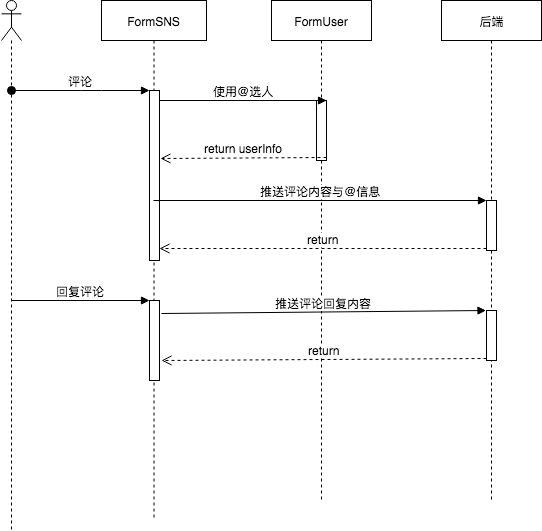 FormSNS
FormUser
后端
评论
使用@选人
return userInfo
推送评论内容与@信息
return
回复评论
推送评论回复内容
return